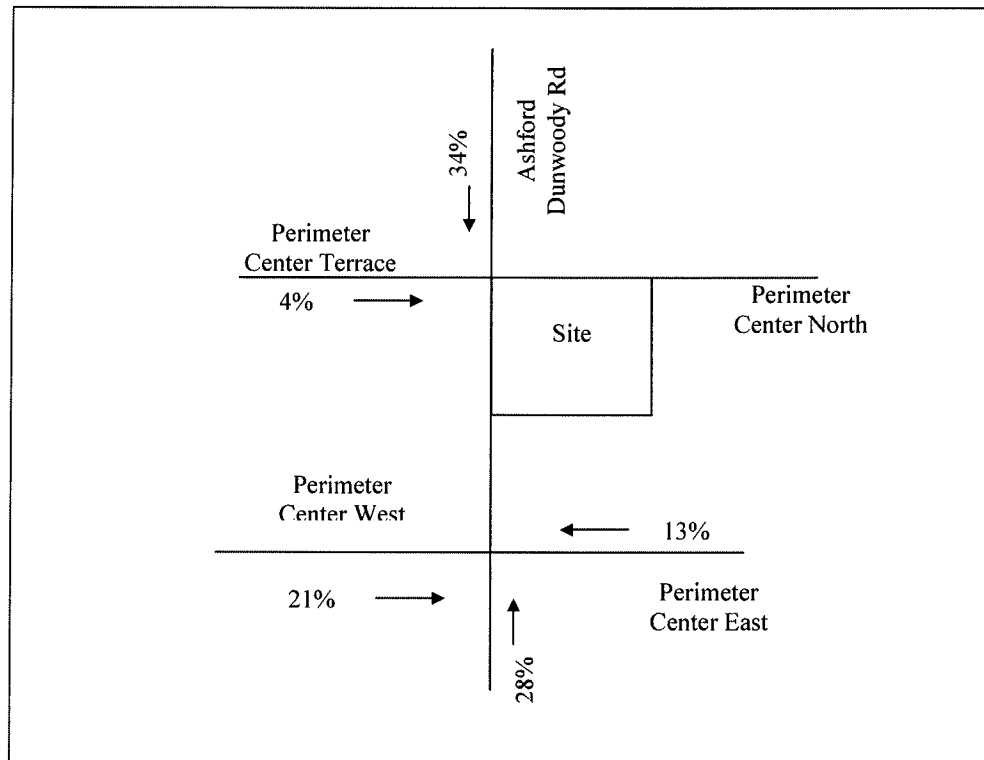 Ashford
Dunwoody Rd
34%
Perimeter
Center Terrace
4%
Perimeter
Center North
Site
Perimeter
Center West
13%
21%
Perimeter
Center East
28%